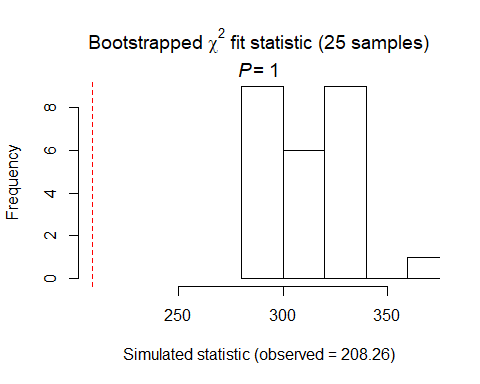 Bootstrapped χ² fit statistic (25 samples)
P = 1
Frequency
8
6
4
2
0
250 300 350
Simulated statistic (observed = 208.26)